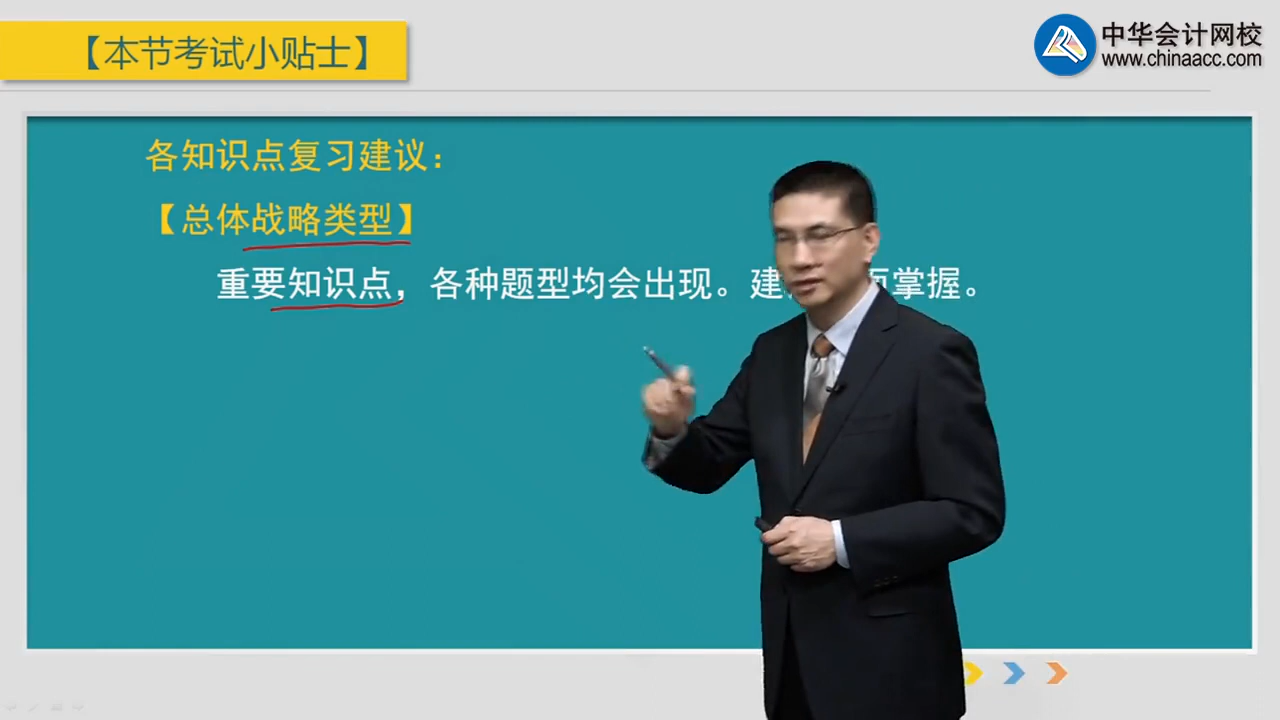 【本节考试小贴士】
中华会计网校
www.chinaacc.com
各知识点复习建议：
【总体战略类型】
重要知识点，各种题型均会出现。建 掌握。